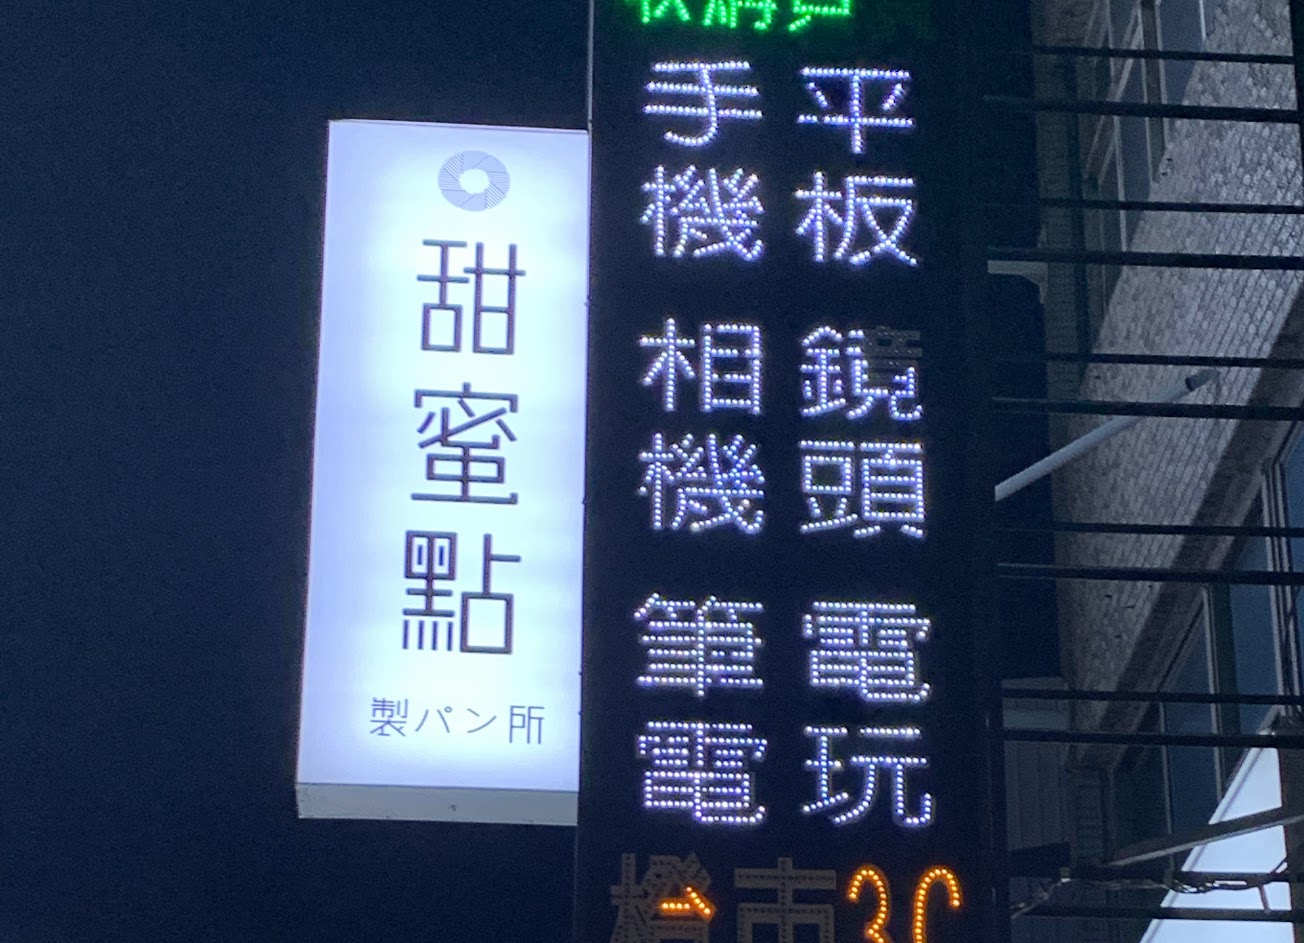 甜蜜點
製パン所
手機 平板
相機 鏡頭
筆電 電玩
3C